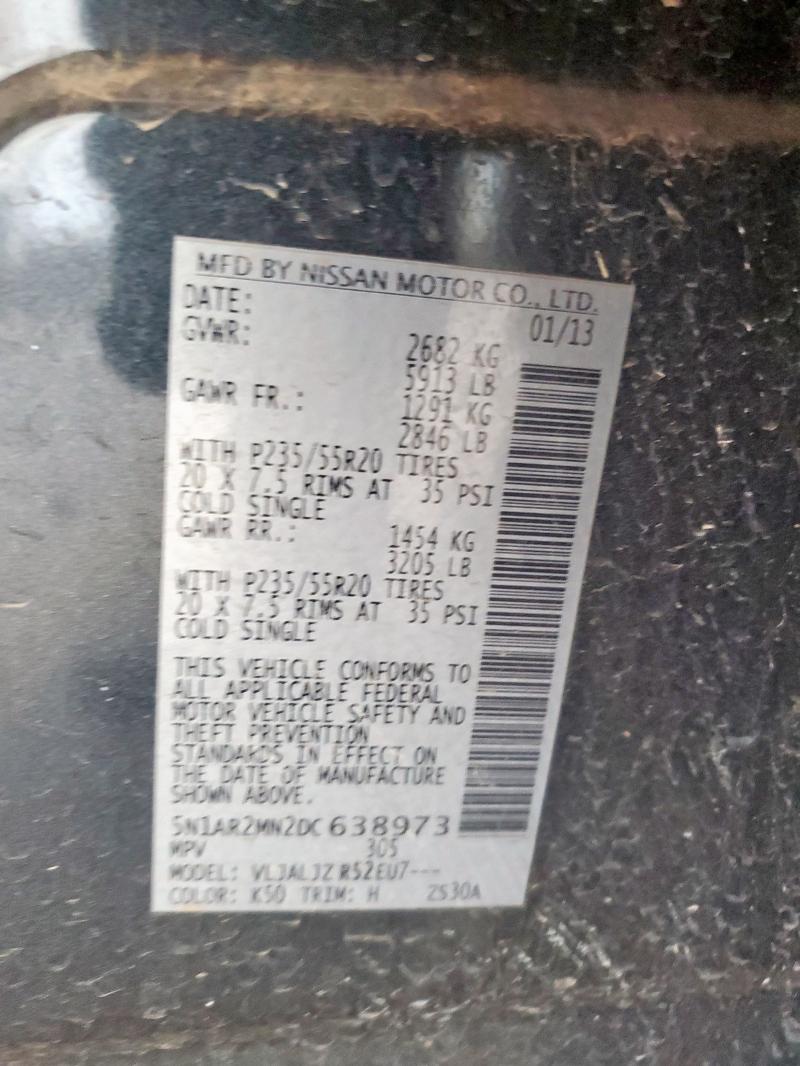 MFD BY NISSAN MOTOR CO., LTD.
DATE: 01/13
GVWR: 2682 KG
5913 LB
GAWR FR.: 1291 KG
2846 LB
WITH P235/55R20 TIRES
20 X 7.5 RIMS AT 35 PSI
COLD SINGLE
GAWR RR.: 1454 KG
3205 LB
WITH P235/55R20 TIRES
20 X 7.5 RIMS AT 35 PSI
COLD SINGLE
THIS VEHICLE CONFORMS TO
ALL APPLICABLE FEDERAL
MOTOR VEHICLE SAFETY AND
THEFT PREVENTION
STANDARDS IN EFFECT ON
THE DATE OF MANUFACTURE
SHOWN ABOVE.
5N1AR2MN2DC638973
MPV 305
MODEL: VLJALJZ R52EU7---
COLOR: K50 TRIM: H ZS30A